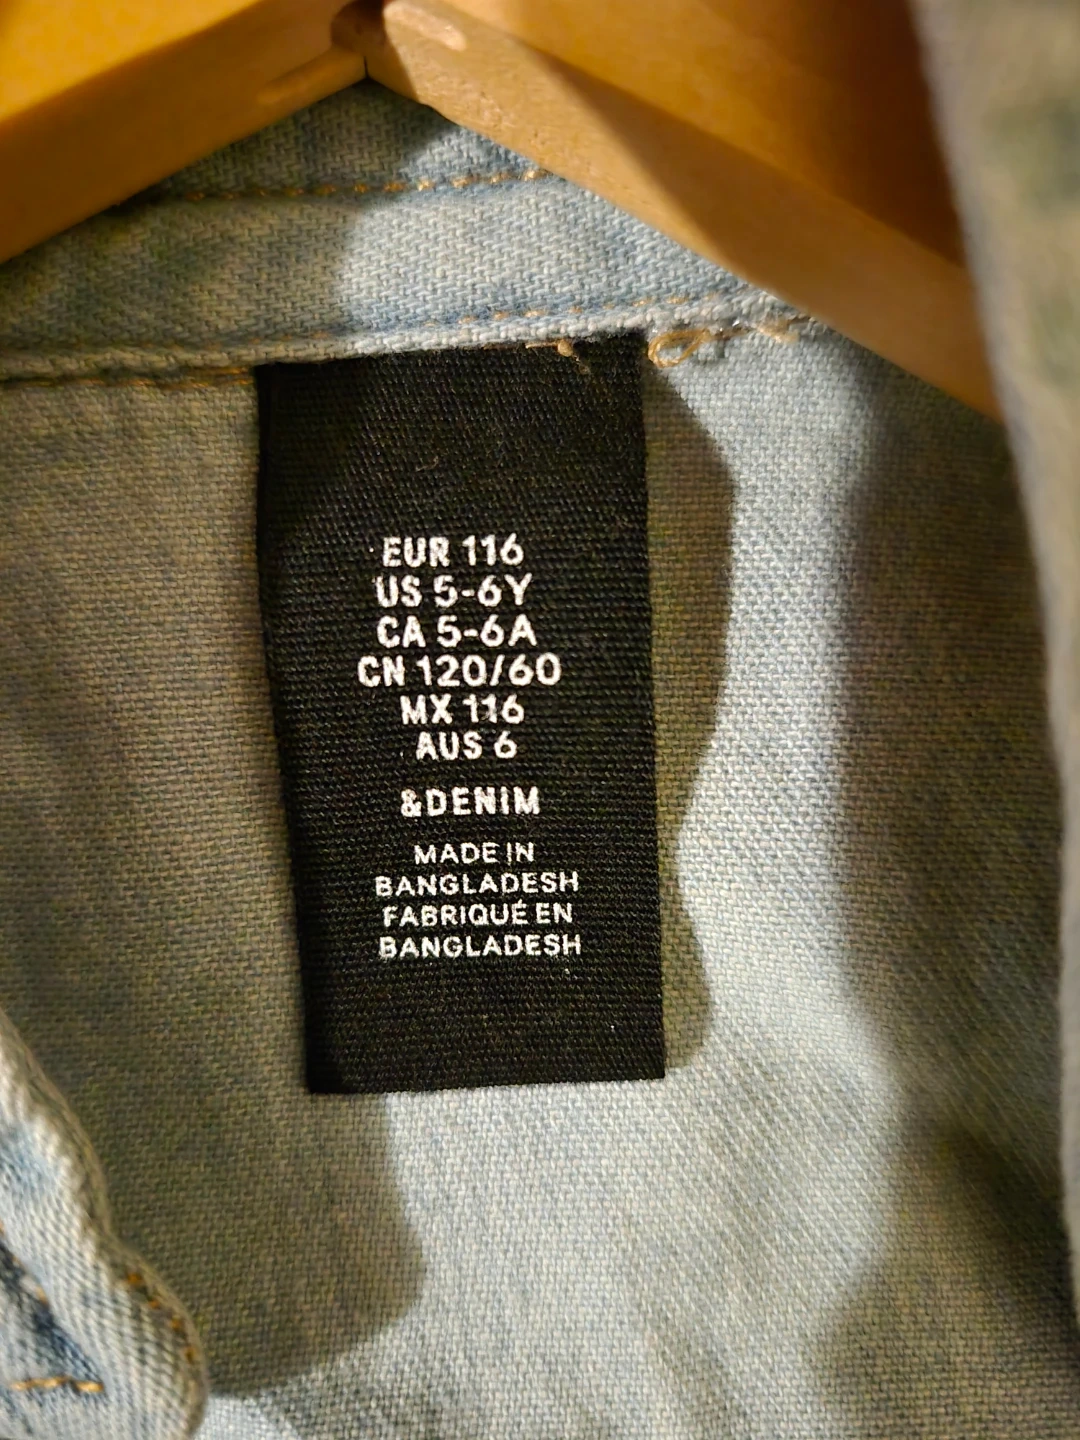 EUR 116
US 5-6Y
CA 5-6A
CN 120/60
MX 116
AUS 6
&DENIM
MADE IN
BANGLADESH
FABRIQUÉ EN
BANGLADESH